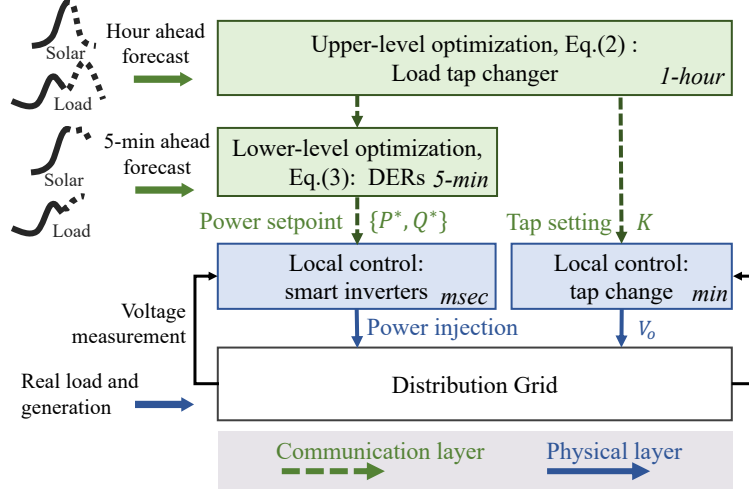 Hour ahead
forecast
Solar
Load
Upper-level optimization, Eq.(2) :
Load tap changer
1-hour
5-min ahead
forecast
Solar
Load
Lower-level optimization,
Eq.(3): DERs 5-min
Power setpoint {P*, Q*}
Tap setting K
Local control:
smart inverters msec
Local control:
tap change min
Voltage
measurement
Power injection
V₀
Real load and
generation
Distribution Grid
Communication layer
Physical layer